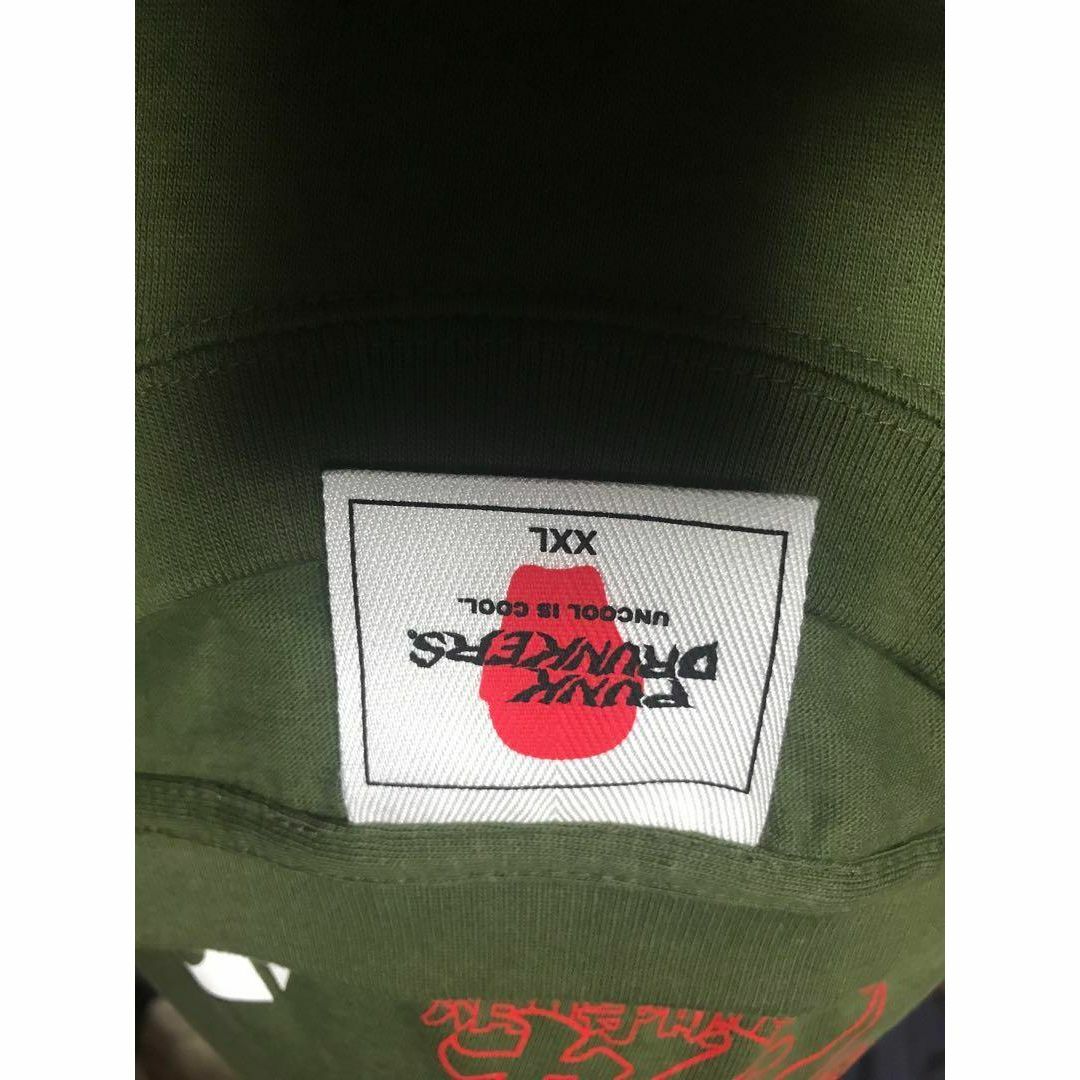 PUNK
DRUNKERS.
UNCOOL IS COOL.
XXL